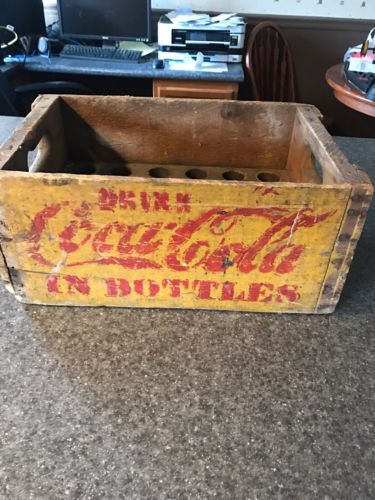 DRINK
Coca-Cola
IN BOTTLES